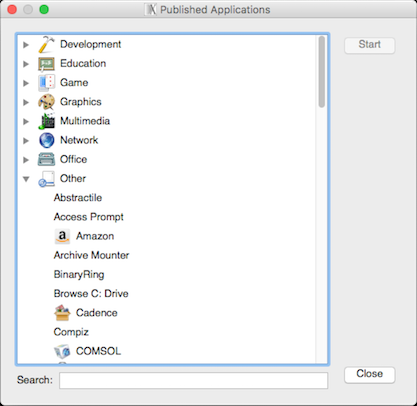 Published Applications
Development
Start
Education
Game
Graphics
Multimedia
Network
Office
Other
Abstractile
Access Prompt
a Amazon
Archive Mounter
BinaryRing
Browse C: Drive
Cadence
Compiz
COMSOL
Close
Search: